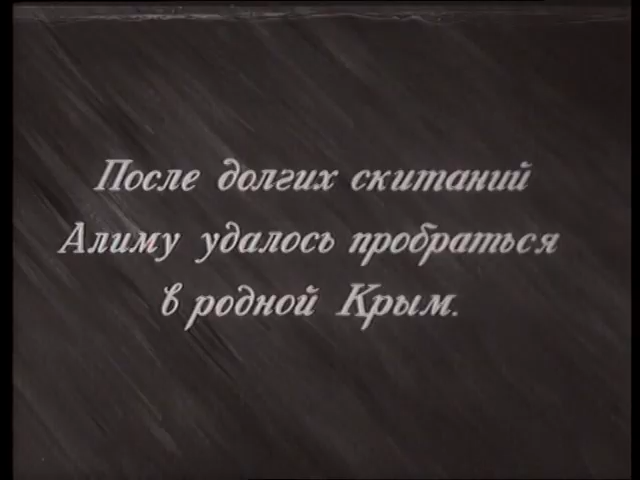 После долгих скитаний
Алиму удалось пробраться
в родной Крым.